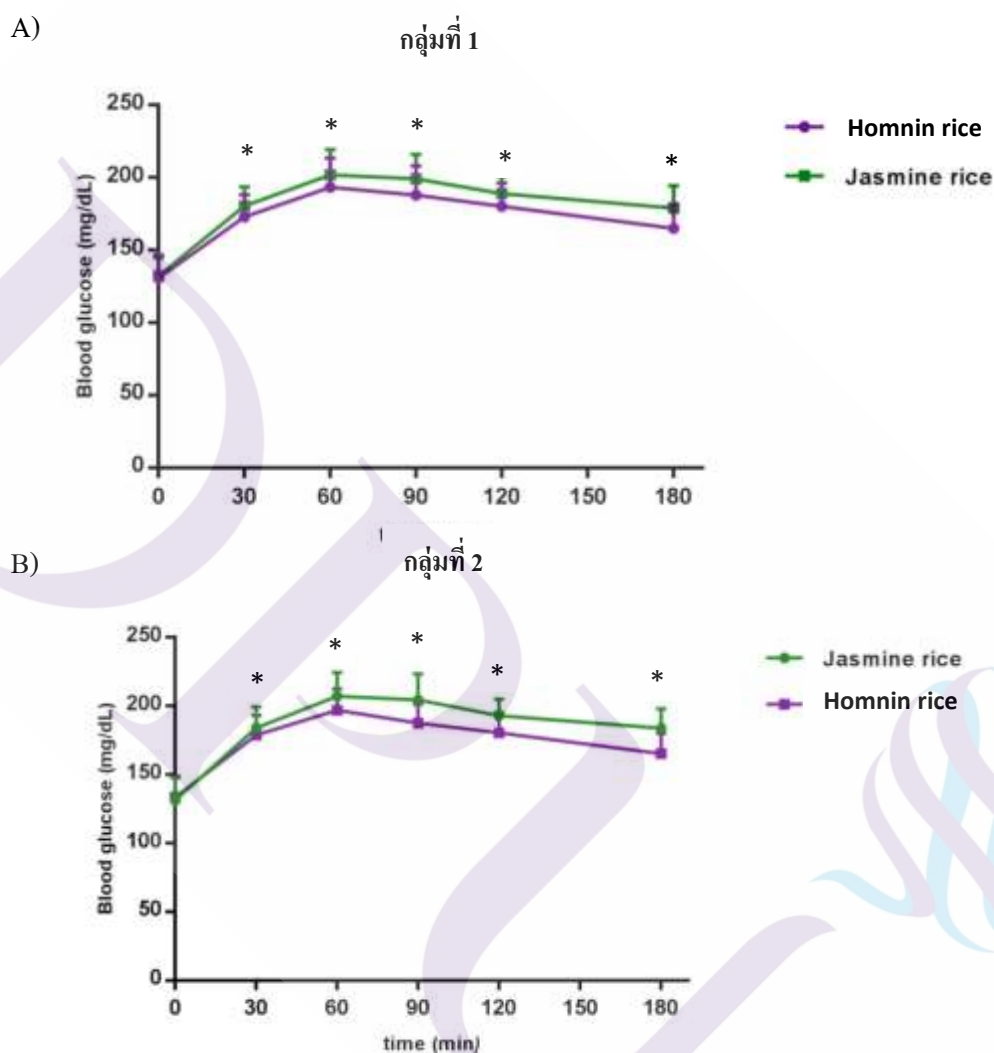 A)
กลุ่มที่ 1
250
200
150
100
50
0
Blood glucose (mg/dL)
* * * * *
0 30 60 90 120 150 180
Homnin rice
Jasmine rice
B)
กลุ่มที่ 2
250
200
150
100
50
0
Blood glucose (mg/dL)
* * * * *
0 30 60 90 120 150 180
time (min)
Jasmine rice
Homnin rice